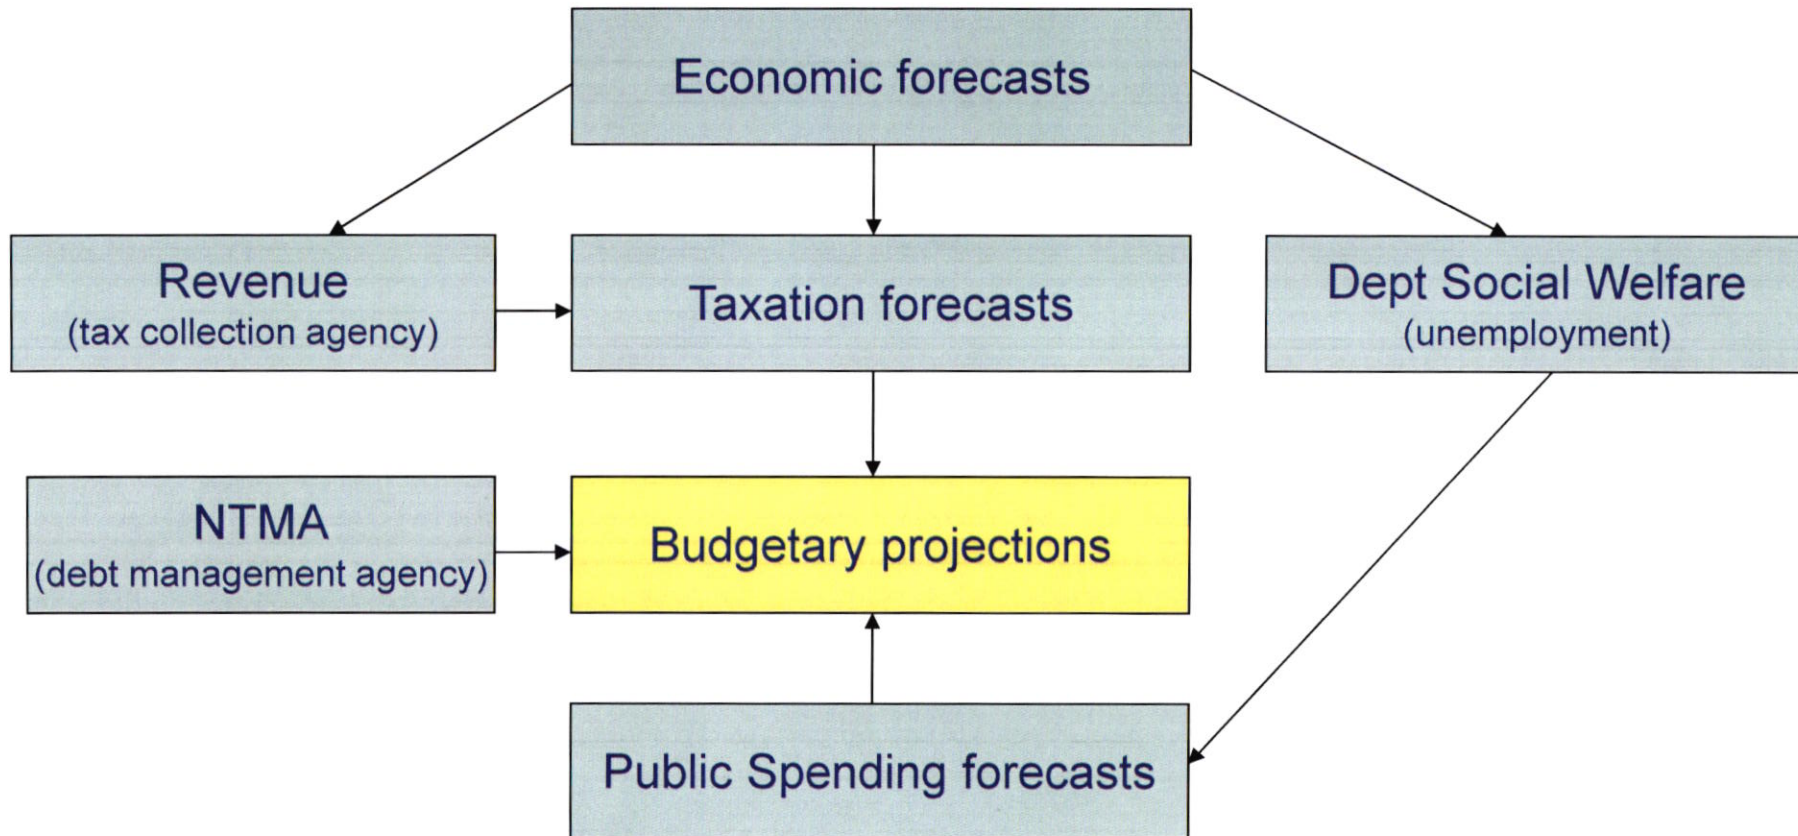 Economic forecasts
Revenue
(tax collection agency)
Taxation forecasts
Dept Social Welfare
(unemployment)
NTMA
(debt management agency)
Budgetary projections
Public Spending forecasts